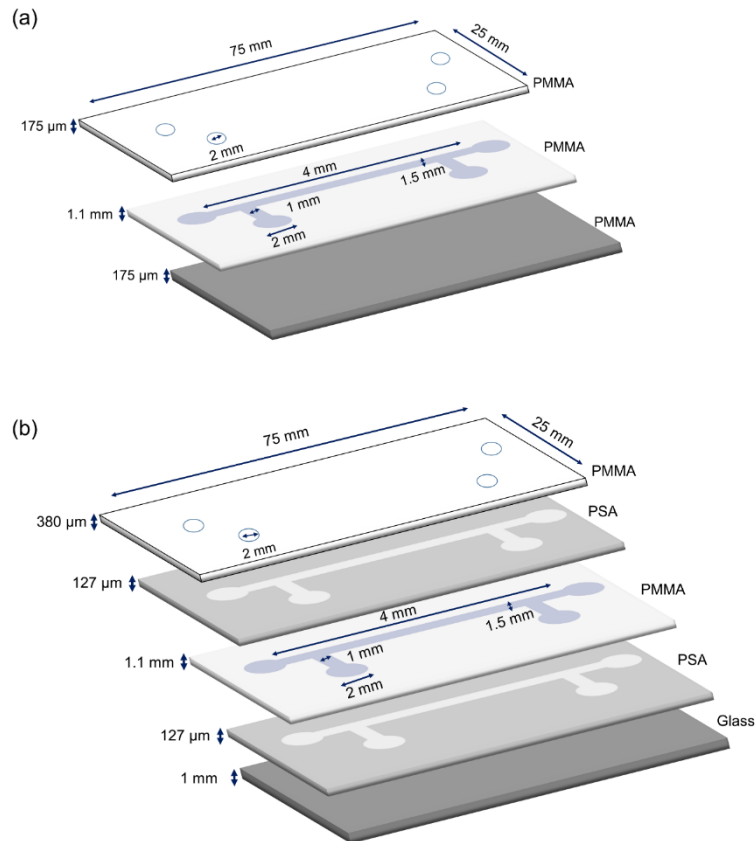 (a)
75 mm
25 mm
PMMA
175 µm
2 mm
PMMA
4 mm
1.5 mm
1.1 mm
1 mm
2 mm
PMMA
175 µm
(b)
75 mm
25 mm
PMMA
380 µm
2 mm
PSA
127 µm
PMMA
4 mm
1.5 mm
1.1 mm
1 mm
2 mm
PSA
127 µm
Glass
1 mm